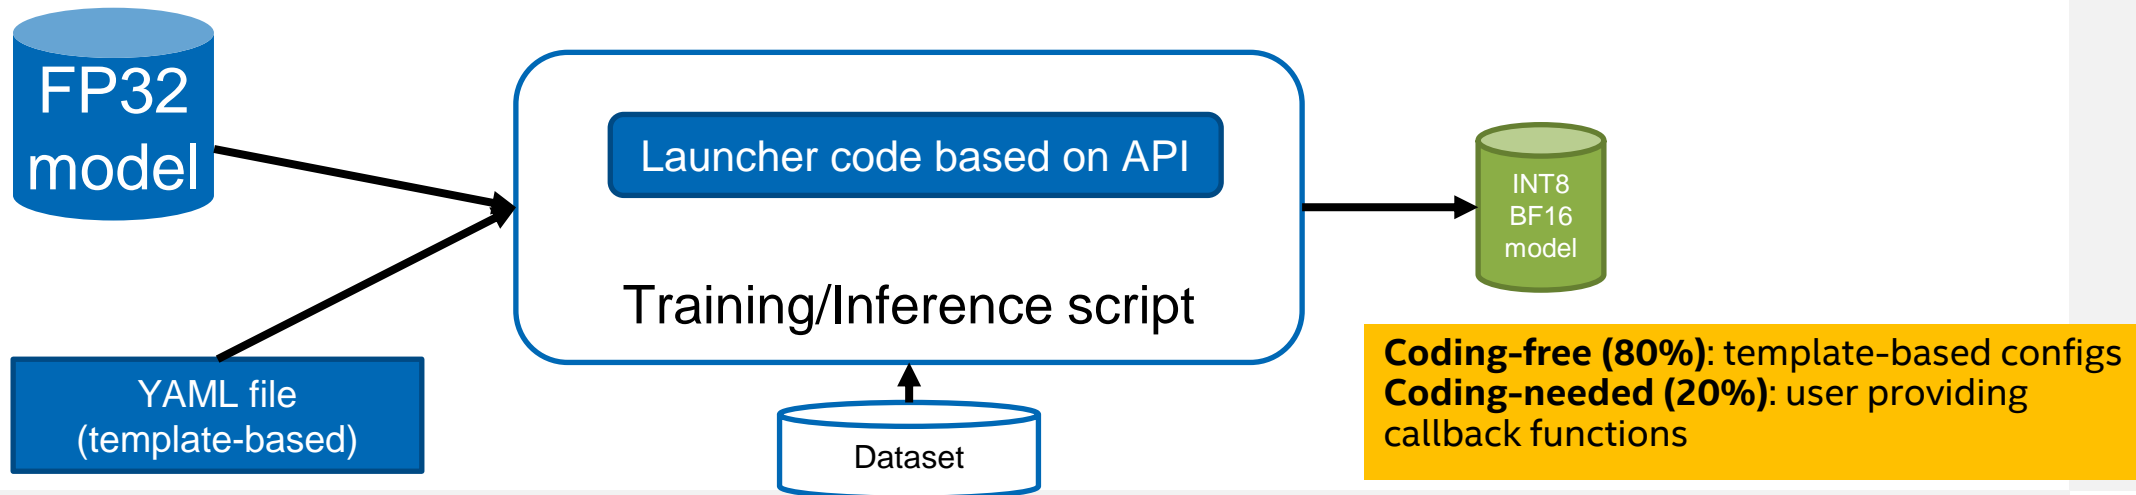 FP32
model
Launcher code based on API
Training/Inference script
INT8
BF16
model
YAML file
(template-based)
Dataset
Coding-free (80%): template-based configs
Coding-needed (20%): user providing
callback functions